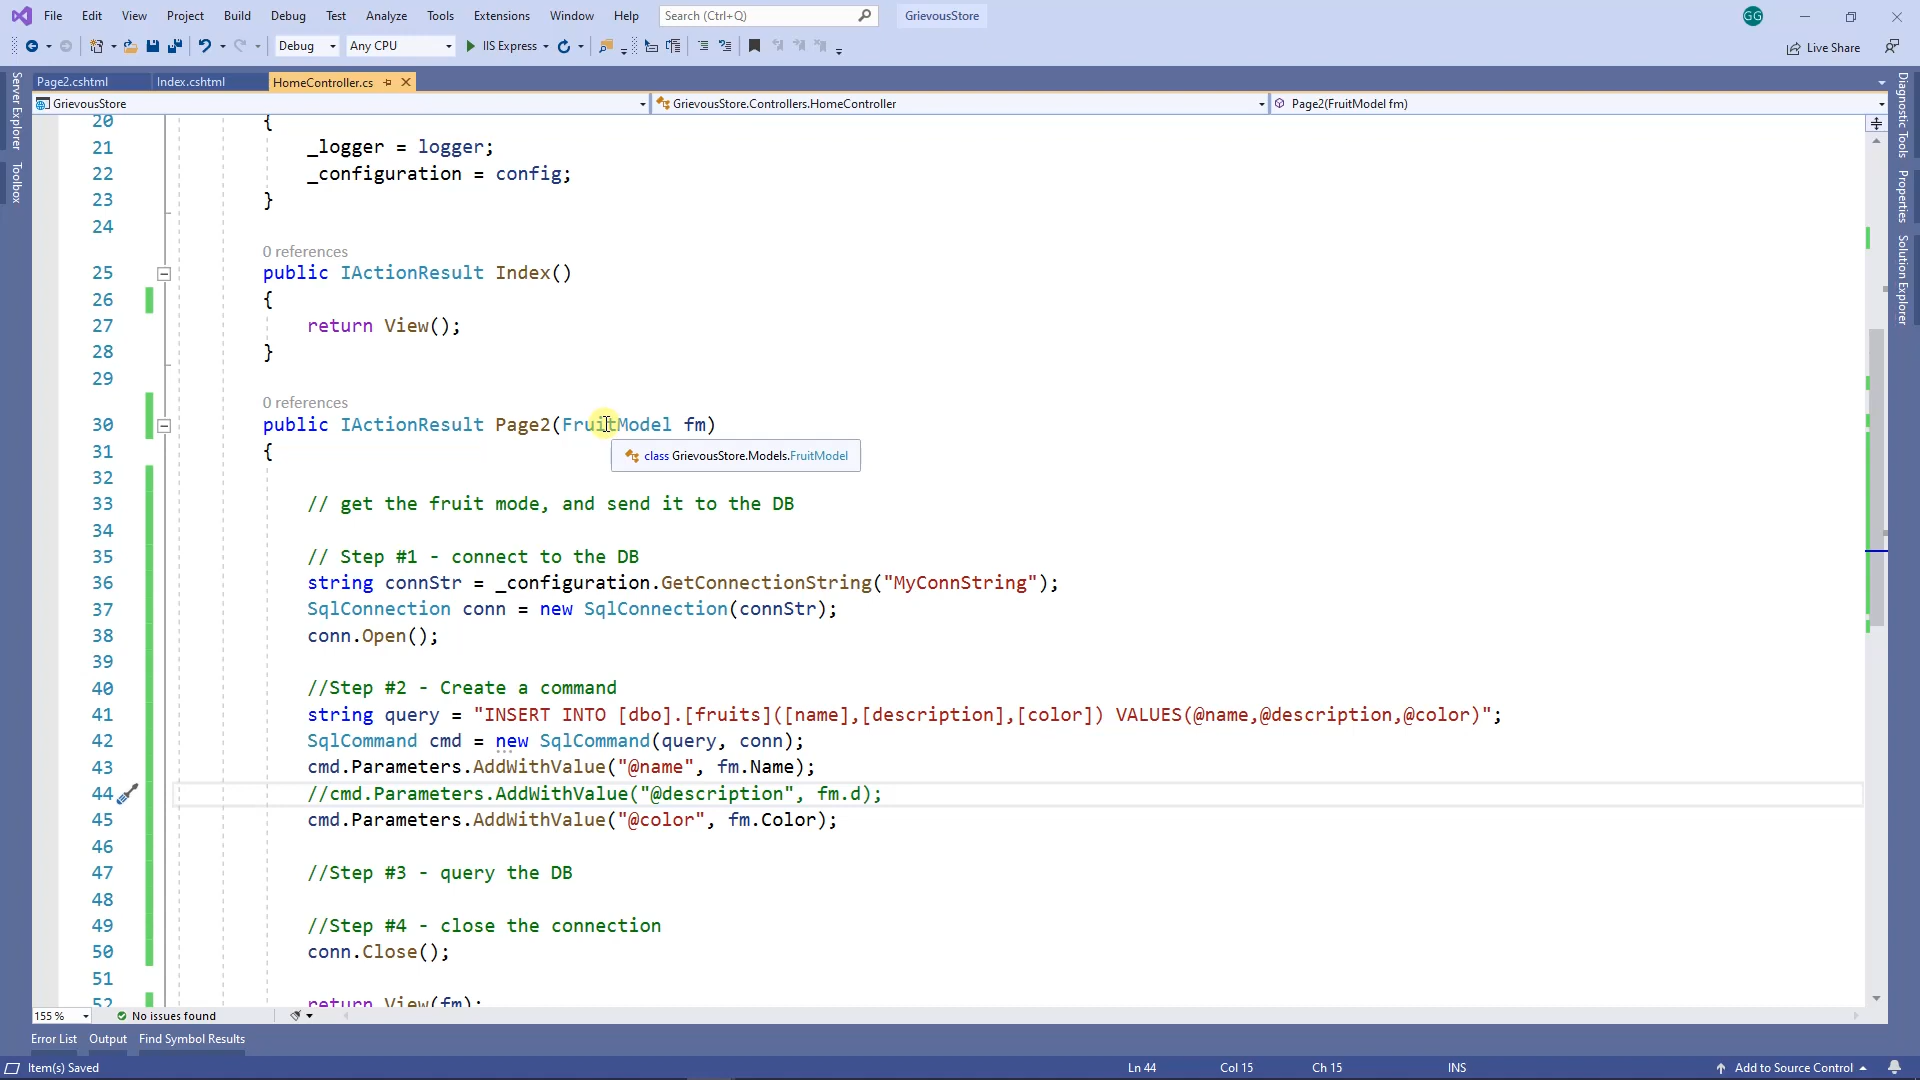 File Edit View Project Build Debug Test Analyze Tools Extensions Window Help Search (Ctrl+Q) GrievousStore GG
Debug Any CPU IIS Express Live Share
Page2.cshtml Index.cshtml HomeController.cs
GrievousStore GrievousStore.Controllers.HomeController Page2(FruitModel fm)
Server Explorer
Toolbox
Diagnostic Tools
Properties
Solution Explorer
20 {
21 _logger = logger;
22 _configuration = config;
23 }
24
0 references
25 public IActionResult Index()
26 {
27 return View();
28 }
29
0 references
30 public IActionResult Page2(FruitModel fm)
31 {
class GrievousStore.Models.FruitModel
32
33 // get the fruit mode, and send it to the DB
34
35 // Step #1 - connect to the DB
36 string connStr = _configuration.GetConnectionString("MyConnString");
37 SqlConnection conn = new SqlConnection(connStr);
38 conn.Open();
39
40 //Step #2 - Create a command
41 string query = "INSERT INTO [dbo].[fruits]([name],[description],[color]) VALUES(@name,@description,@color)";
42 SqlCommand cmd = new SqlCommand(query, conn);
43 cmd.Parameters.AddWithValue("@name", fm.Name);
44 //cmd.Parameters.AddWithValue("@description", fm.d);
45 cmd.Parameters.AddWithValue("@color", fm.Color);
46
47 //Step #3 - query the DB
48
49 //Step #4 - close the connection
50 conn.Close();
51
52 return View(fm);
155 % No issues found
Error List Output Find Symbol Results
Item(s) Saved Ln 44 Col 15 Ch 15 INS Add to Source Control